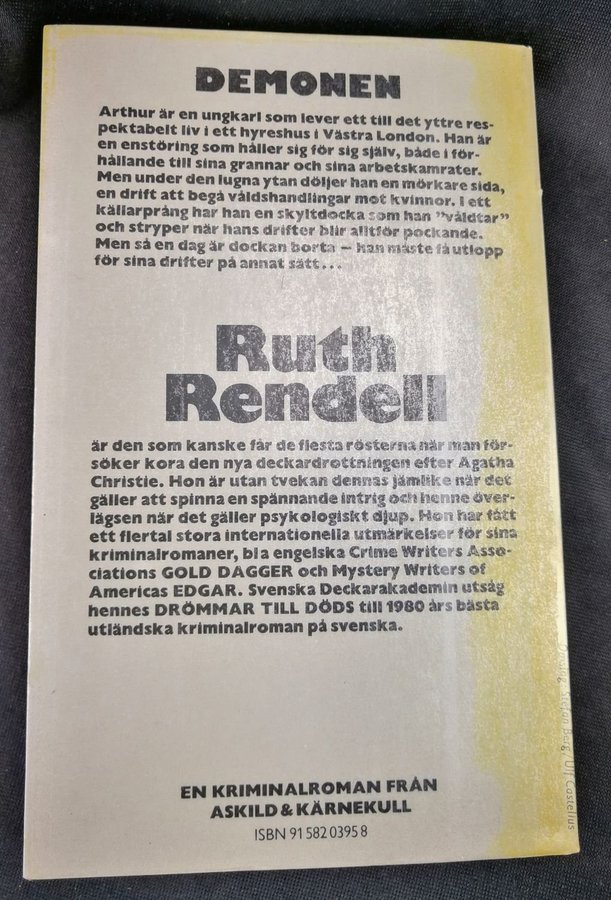 DEMONEN
Arthur är en ungkarl som lever ett till det yttre res-
pektabelt liv i ett hyreshus i Västra London. Han är
en enstöring som håller sig för sig själv, både i för-
hållande till sina grannar och sina arbetskamrater.
Men under den lugna ytan döljer han en mörkare sida,
en drift att begå våldshandlingar mot kvinnor. I ett
källarprång har han en skyltdocka som han ”våldtar”
och stryper när hans drifter blir alltför pockande.
Men så en dag är dockan borta – han måste få utlopp
för sina drifter på annat sätt...
Ruth
Rendell
är den som kanske får de flesta rösterna när man för-
söker kora den nya deckardrottningen efter Agatha
Christie. Hon är utan tvekan dennas jämlike när det
gäller att spinna en spännande intrig och henne över-
lägsen när det gäller psykologiskt djup. Hon har fått
ett flertal stora internationella utmärkelser för sina
kriminalromaner, bl a engelska Crime Writers Asso-
ciations GOLD DAGGER och Mystery Writers of
Americas EDGAR. Svenska Deckarakademin utsåg
hennes DRÖMMAR TILL DÖDS till 1980 års bästa
utländska kriminalroman på svenska.
Omslag: Stefan Berg / Ulf Castelius
EN KRIMINALROMAN FRÅN
ASKILD & KÄRNEKULL
ISBN 91 582 0395 8